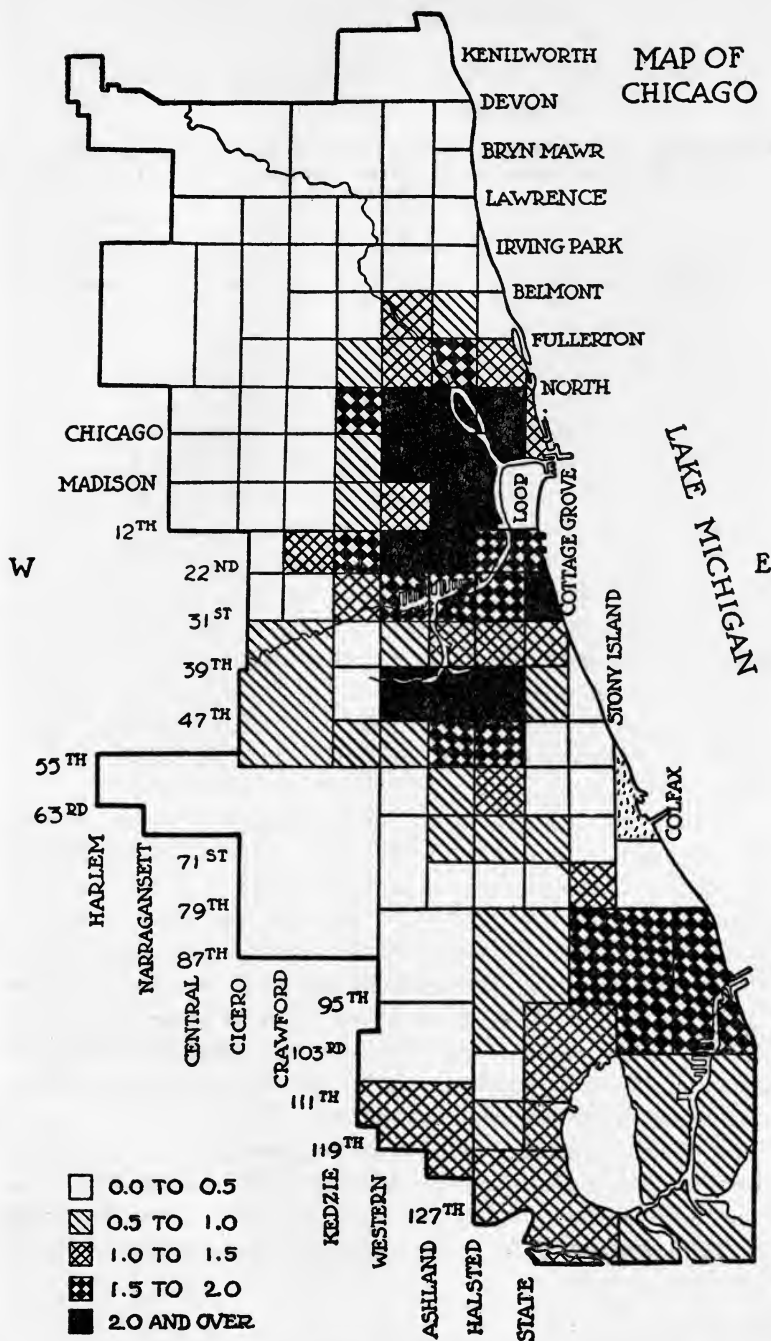 MAP OF
CHICAGO
KENILWORTH
DEVON
BRYN MAWR
LAWRENCE
IRVING PARK
BELMONT
FULLERTON
NORTH
CHICAGO
MADISON
12TH
22ND
31ST
39TH
47TH
55TH
63RD
71ST
79TH
87TH
95TH
103RD
111TH
119TH
127TH
W
E
LOOP
COTTAGE GROVE
LAKE MICHIGAN
STONY ISLAND
COLFAX
HARLEM
NARRAGANSETT
CENTRAL
CICERO
CRAWFORD
KEDZIE
WESTERN
ASHLAND
HALSTED
STATE
0.0 TO 0.5
0.5 TO 1.0
1.0 TO 1.5
1.5 TO 2.0
2.0 AND OVER